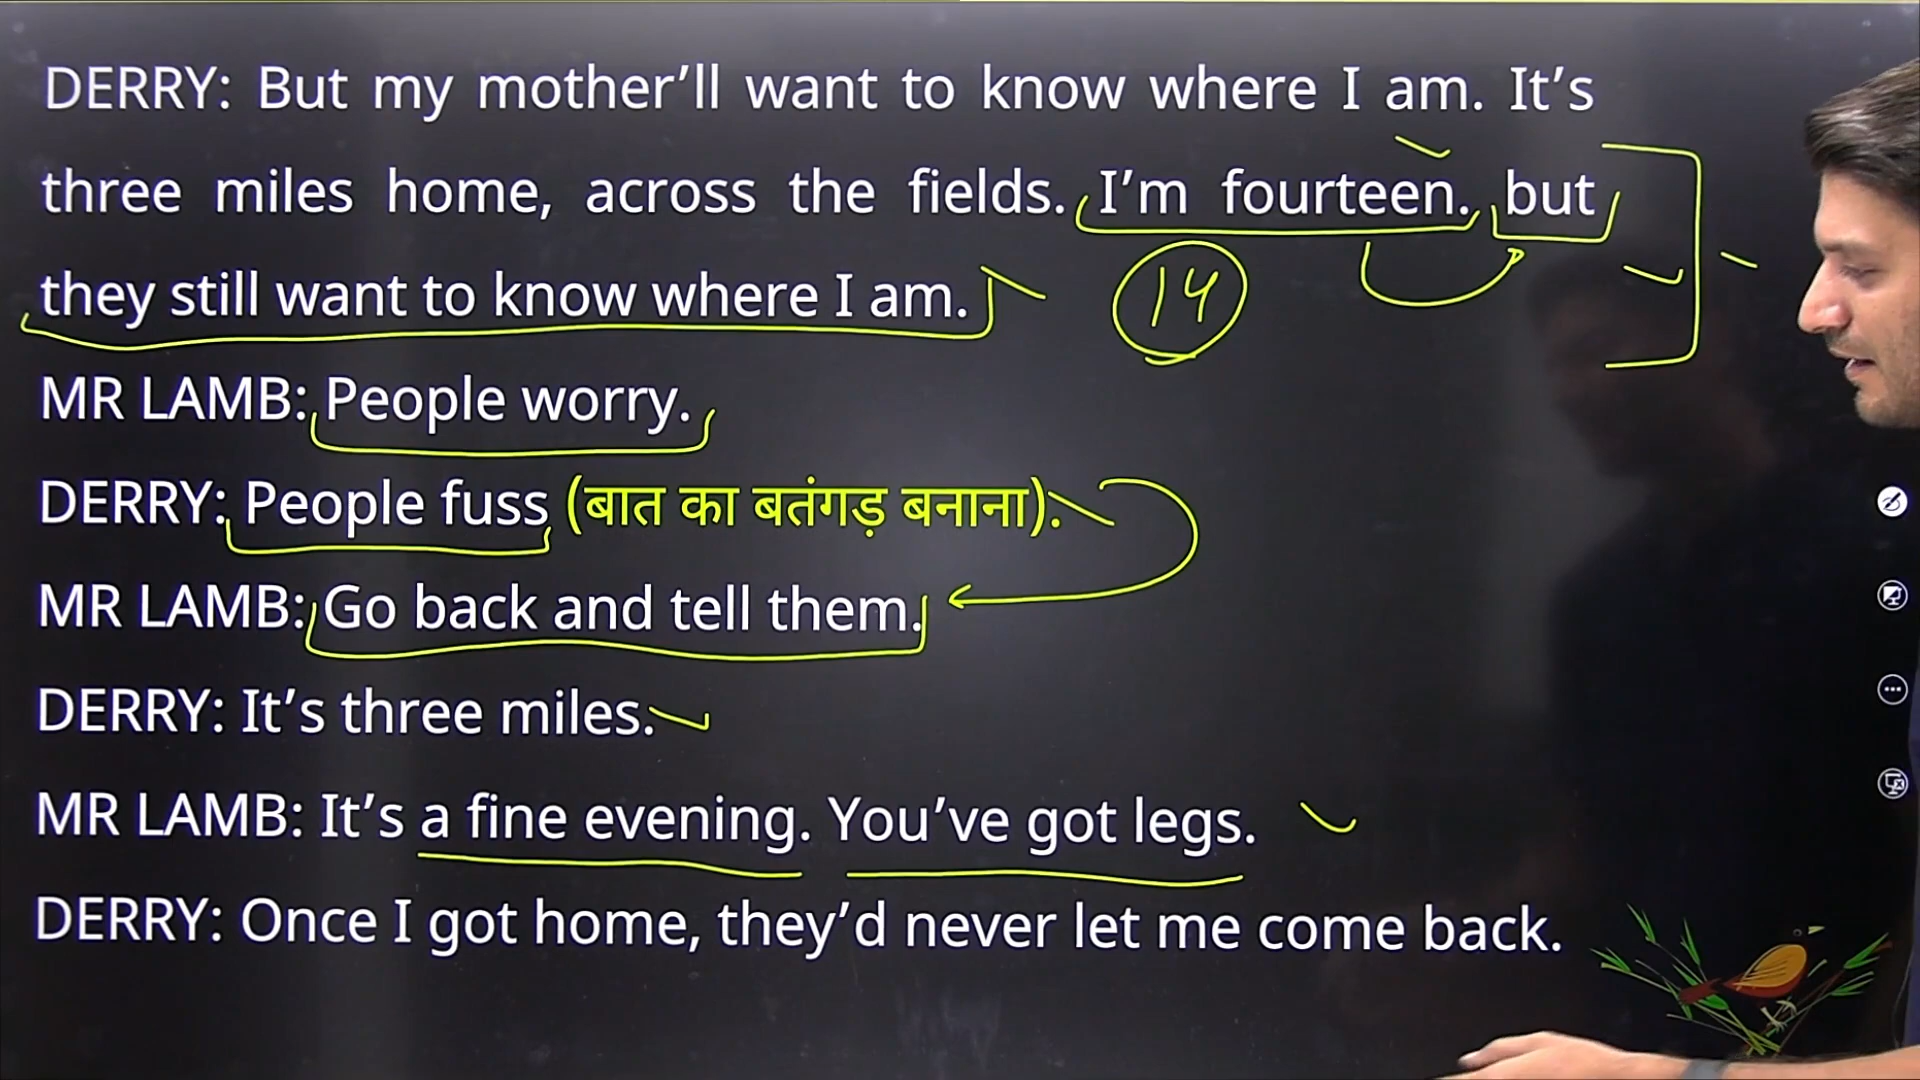 DERRY: But my mother’ll want to know where I am. It’s
three miles home, across the fields. I’m fourteen. but
they still want to know where I am.
14
MR LAMB: People worry.
DERRY: People fuss (बात का बतंगड़ बनाना).
MR LAMB: Go back and tell them.
DERRY: It’s three miles.
MR LAMB: It’s a fine evening. You’ve got legs.
DERRY: Once I got home, they’d never let me come back.